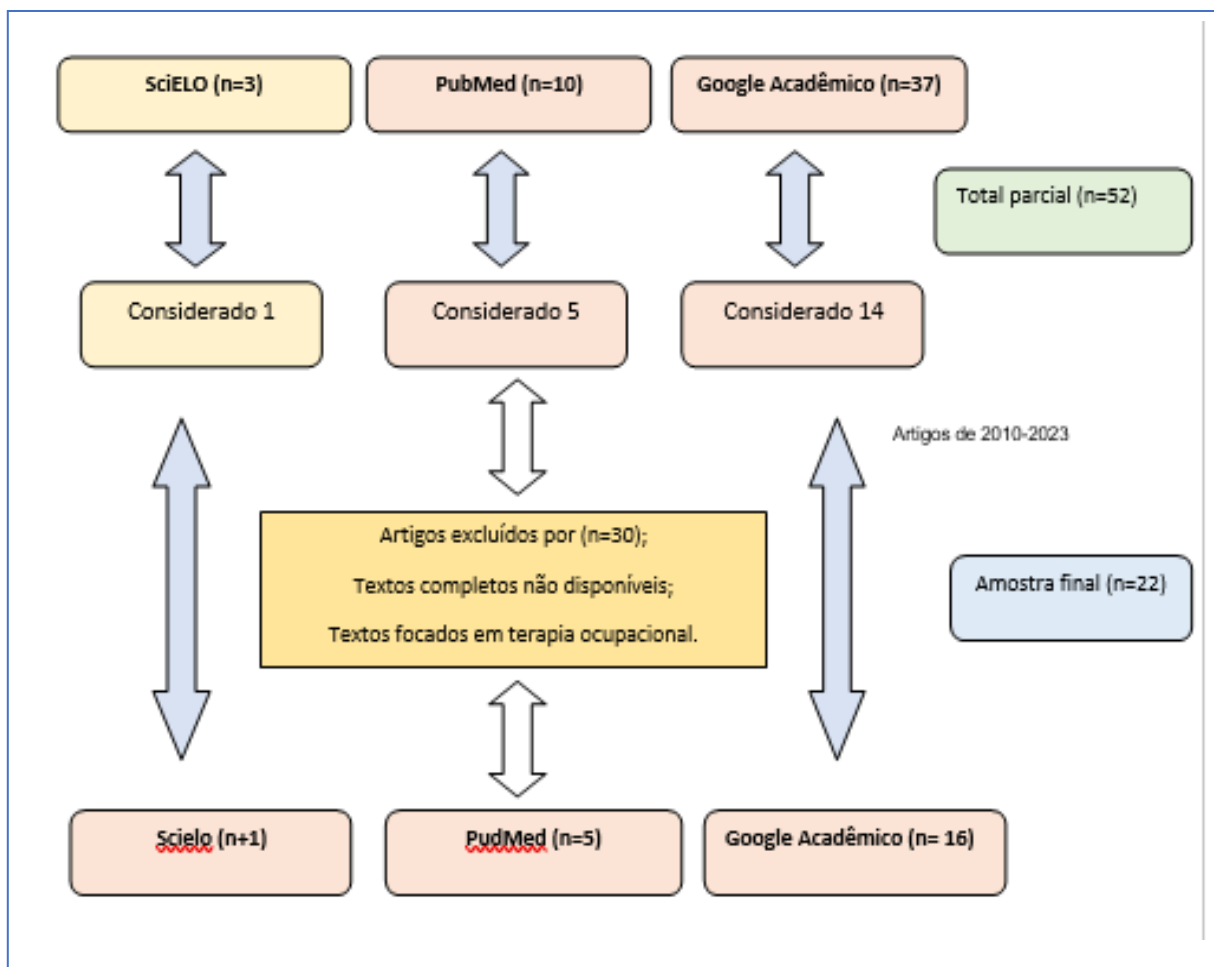 SciELO (n=3)
PubMed (n=10)
Google Acadêmico (n=37)
Total parcial (n=52)
Considerado 1
Considerado 5
Considerado 14
Artigos de 2010-2023
Artigos excluídos por (n=30);
Textos completos não disponíveis;
Textos focados em terapia ocupacional.
Amostra final (n=22)
Scielo (n+1)
PudMed (n=5)
Google Acadêmico (n= 16)